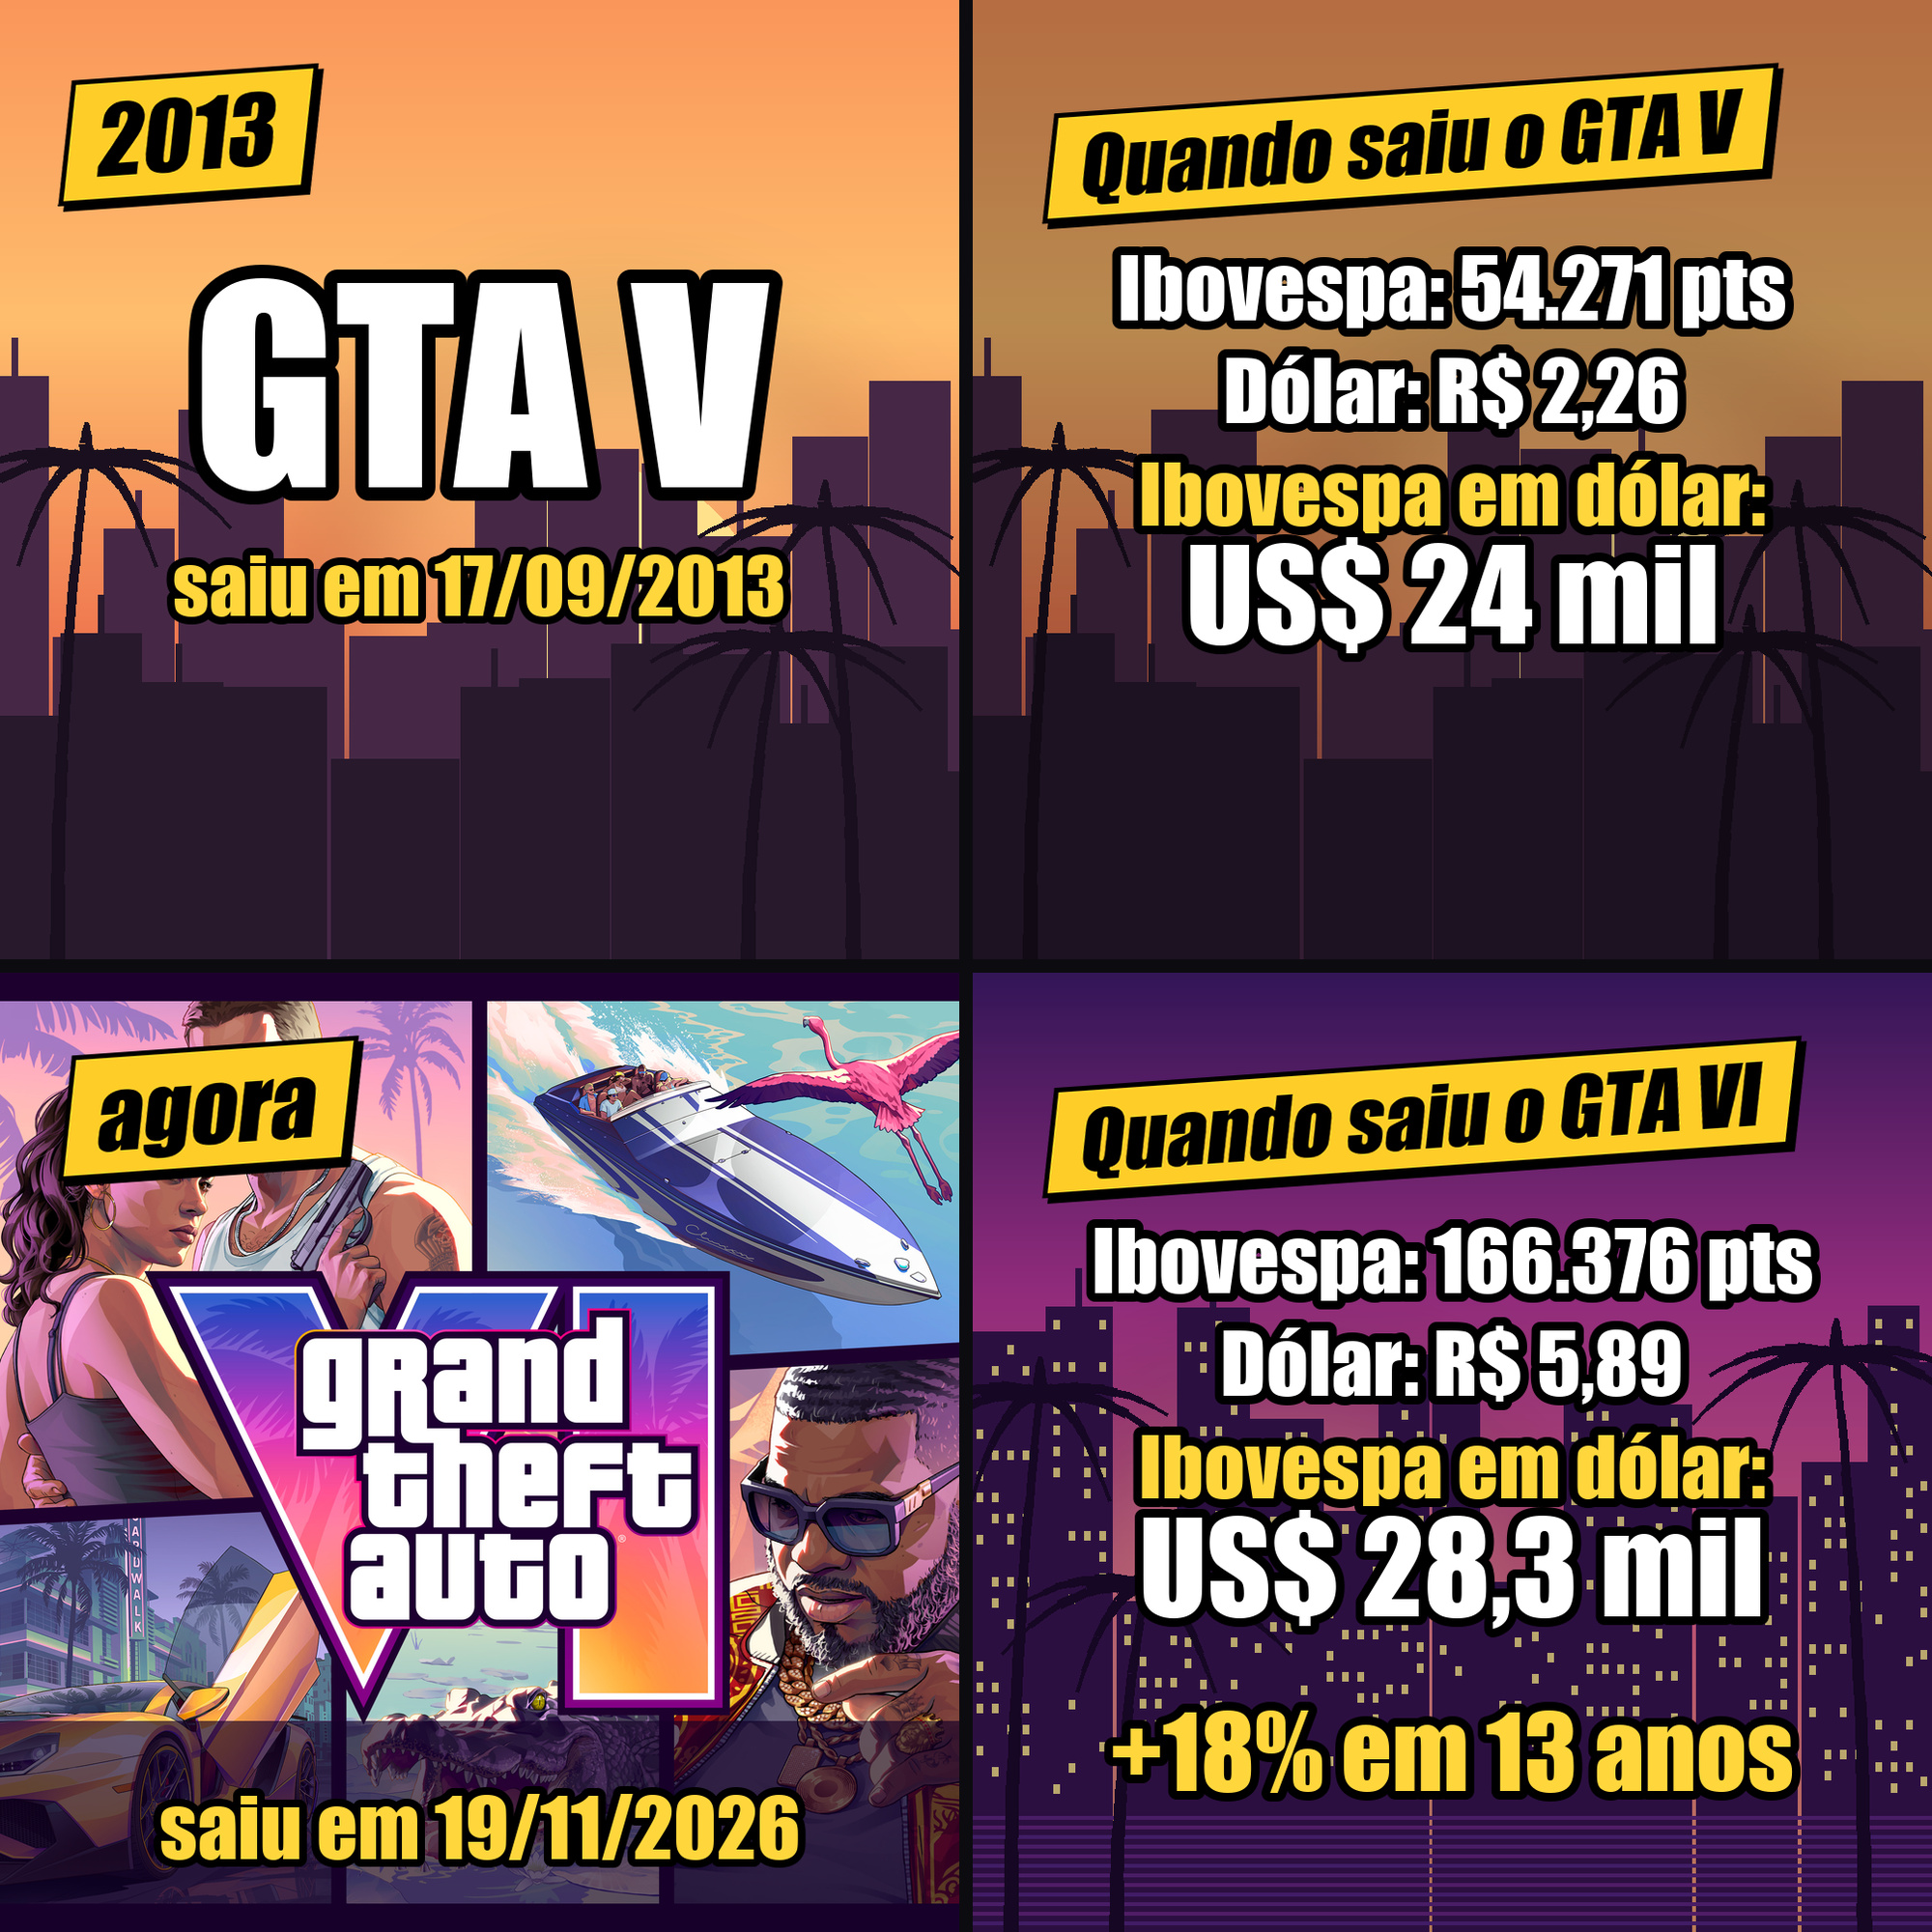 2013
GTA V
saiu em 17/09/2013
Quando saiu o GTA V
Ibovespa: 54.271 pts
Dólar: R$ 2,26
Ibovespa em dólar:
US$ 24 mil
agora
grand
theft
auto
VI
saiu em 19/11/2026
Quando saiu o GTA VI
Ibovespa: 166.376 pts
Dólar: R$ 5,89
Ibovespa em dólar:
US$ 28,3 mil
+18% em 13 anos